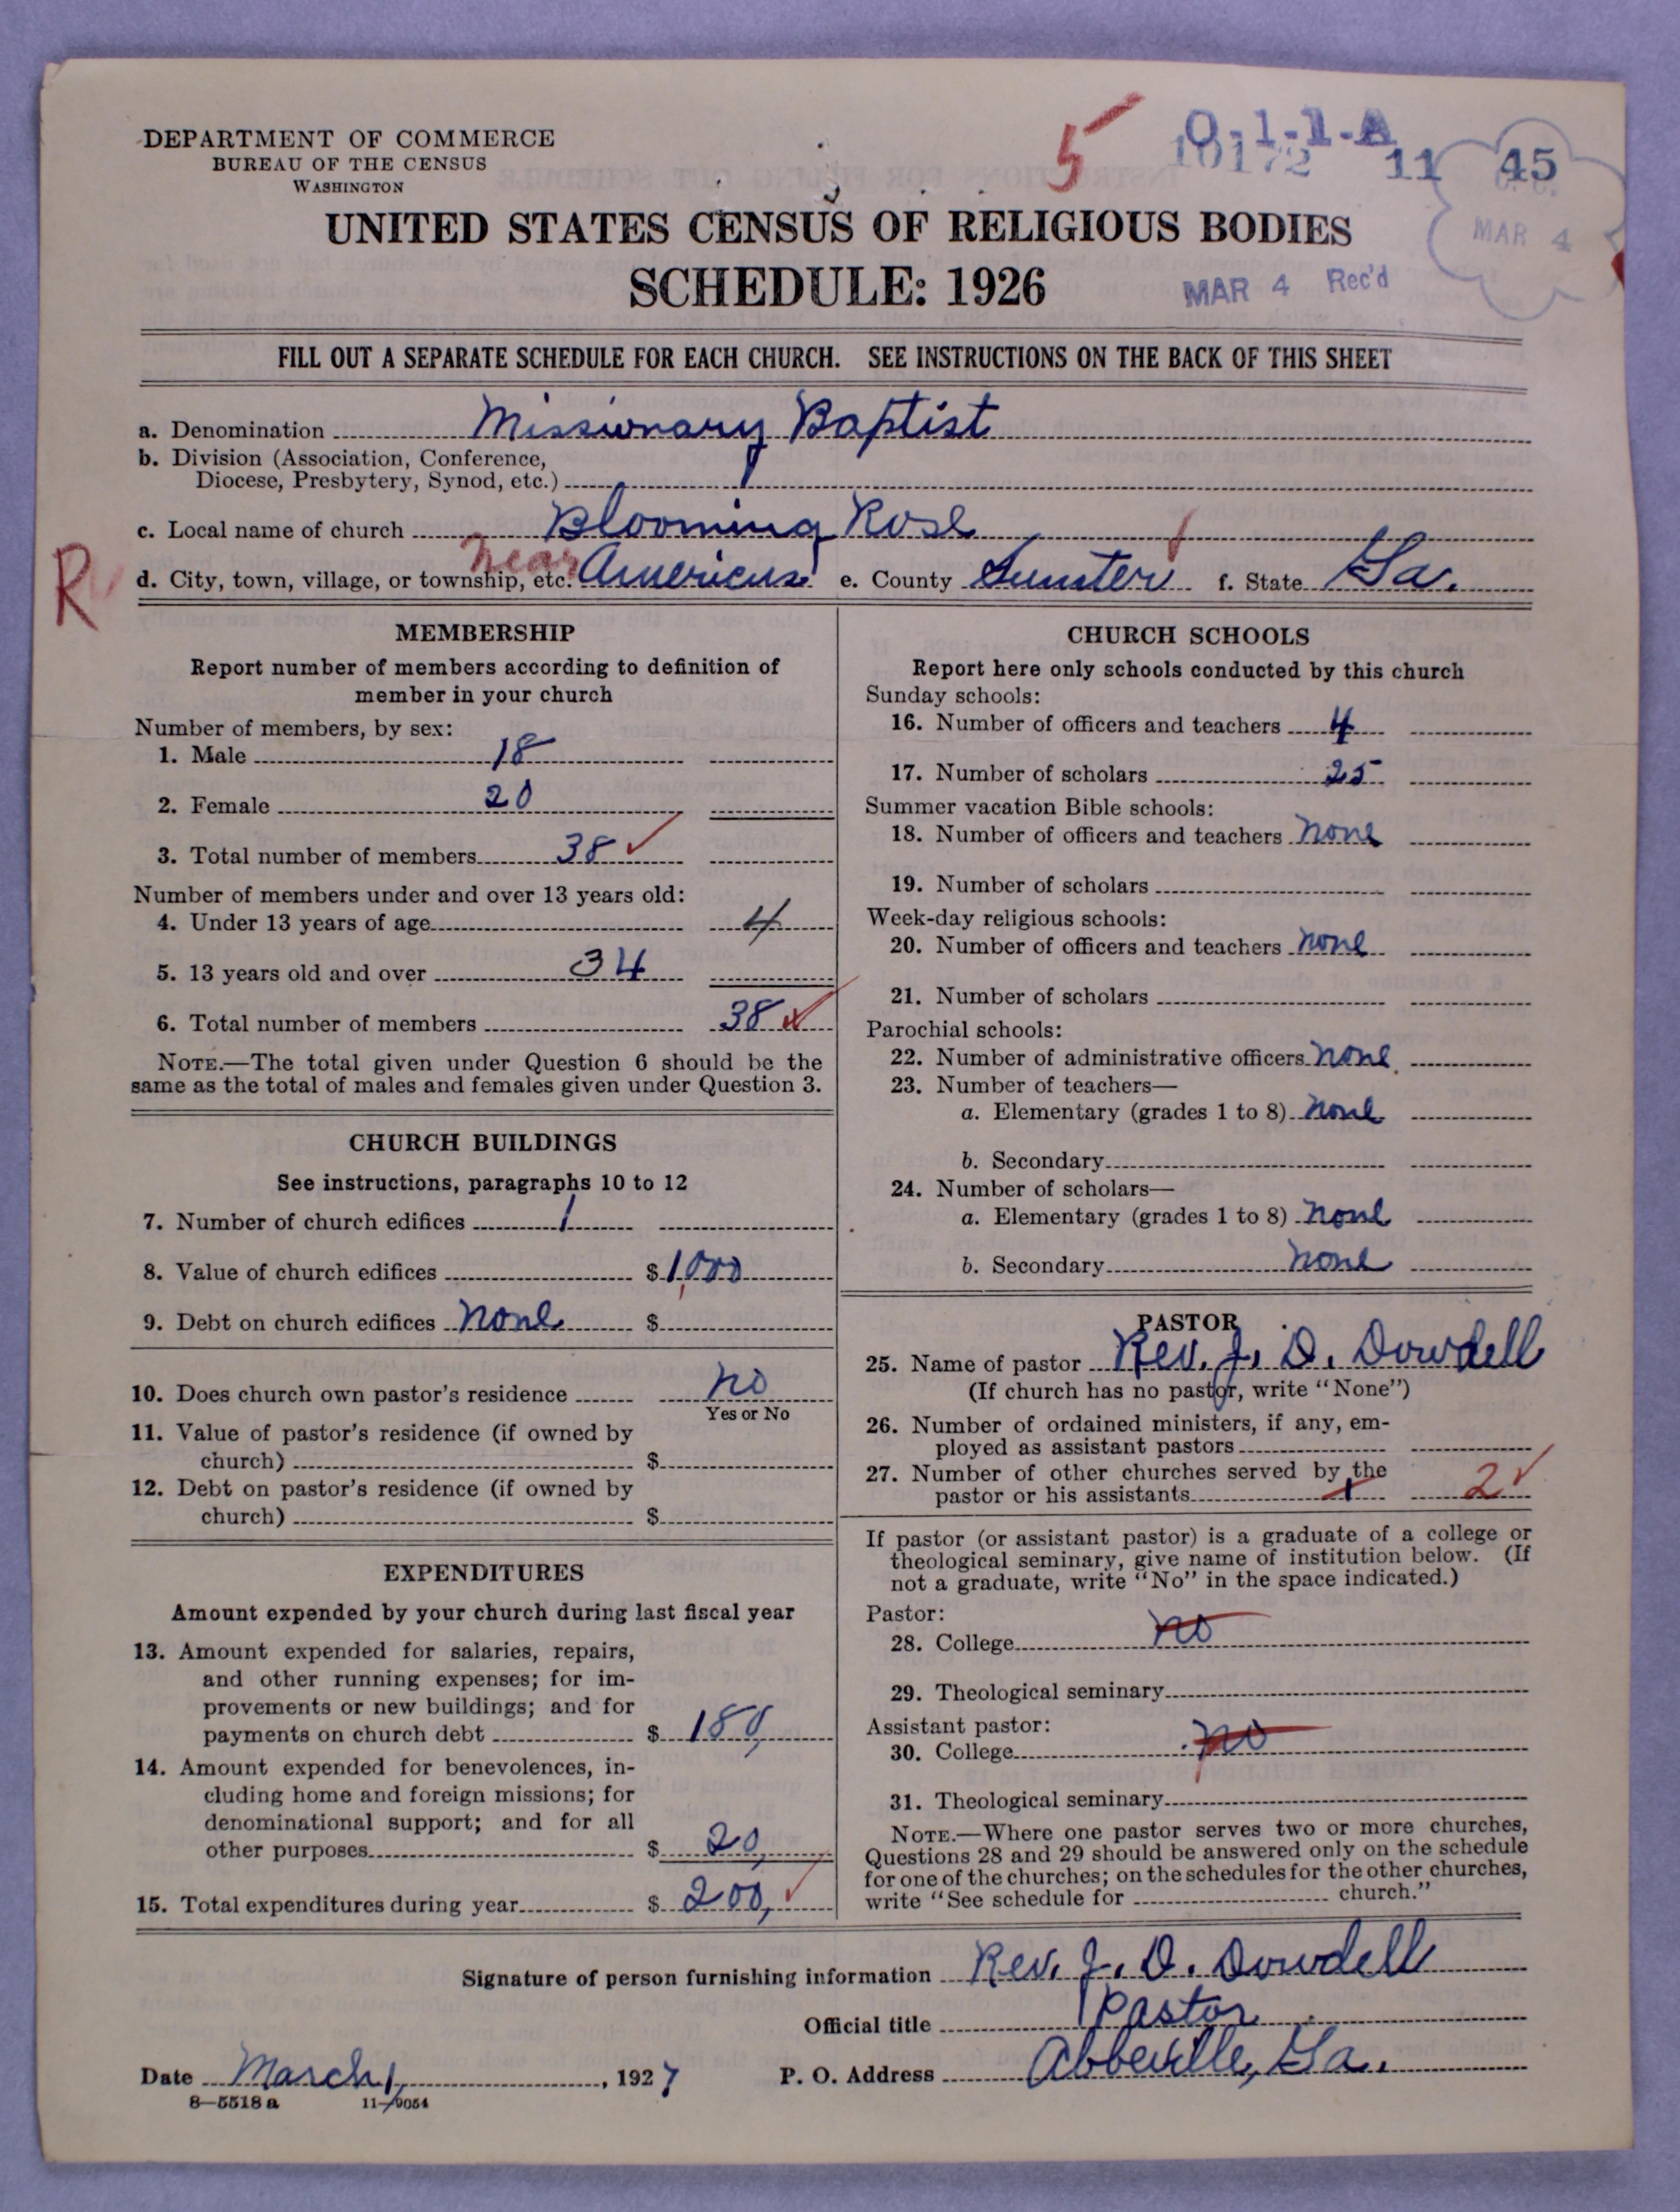 DEPARTMENT OF COMMERCE
BUREAU OF THE CENSUS
WASHINGTON
5
O-1-1-A
10172 11 45
MAR 4
UNITED STATES CENSUS OF RELIGIOUS BODIES
SCHEDULE: 1926
MAR 4 Rec'd
FILL OUT A SEPARATE SCHEDULE FOR EACH CHURCH. SEE INSTRUCTIONS ON THE BACK OF THIS SHEET
a. Denomination Missionary Baptist
b. Division (Association, Conference,
Diocese, Presbytery, Synod, etc.)
c. Local name of church Blooming Rose
R d. City, town, village, or township, etc. near Americus e. County Sumter f. State Ga.
MEMBERSHIP
Report number of members according to definition of
member in your church
Number of members, by sex:
1. Male 18
2. Female 20
3. Total number of members 38 ✓
Number of members under and over 13 years old:
4. Under 13 years of age 4
5. 13 years old and over 34
6. Total number of members 38 ✓
NOTE.—The total given under Question 6 should be the
same as the total of males and females given under Question 3.
CHURCH BUILDINGS
See instructions, paragraphs 10 to 12
7. Number of church edifices 1
8. Value of church edifices $ 1,000
9. Debt on church edifices None $
10. Does church own pastor's residence no
Yes or No
11. Value of pastor's residence (if owned by
church) $
12. Debt on pastor's residence (if owned by
church) $
EXPENDITURES
Amount expended by your church during last fiscal year
13. Amount expended for salaries, repairs,
and other running expenses; for im-
provements or new buildings; and for
payments on church debt $ 180,
14. Amount expended for benevolences, in-
cluding home and foreign missions; for
denominational support; and for all
other purposes $ 20,
15. Total expenditures during year $ 200, ✓
CHURCH SCHOOLS
Report here only schools conducted by this church
Sunday schools:
16. Number of officers and teachers 4
17. Number of scholars 25
Summer vacation Bible schools:
18. Number of officers and teachers none
19. Number of scholars
Week-day religious schools:
20. Number of officers and teachers none
21. Number of scholars
Parochial schools:
22. Number of administrative officers none
23. Number of teachers—
a. Elementary (grades 1 to 8) none
b. Secondary
24. Number of scholars—
a. Elementary (grades 1 to 8) none
b. Secondary none
PASTOR
25. Name of pastor Rev. J. D. Dowdell
(If church has no pastor, write "None")
26. Number of ordained ministers, if any, em-
ployed as assistant pastors
27. Number of other churches served by the
pastor or his assistants 1 2 ✓
If pastor (or assistant pastor) is a graduate of a college or
theological seminary, give name of institution below. (If
not a graduate, write "No" in the space indicated.)
Pastor:
28. College no
29. Theological seminary
Assistant pastor:
30. College no
31. Theological seminary
NOTE.—Where one pastor serves two or more churches,
Questions 28 and 29 should be answered only on the schedule
for one of the churches; on the schedules for the other churches,
write "See schedule for church."
Signature of person furnishing information Rev. J. D. Dowdell
Official title Pastor
Date March 1, 1927 P. O. Address Abbeville, Ga.
8—5518 a 11—9054